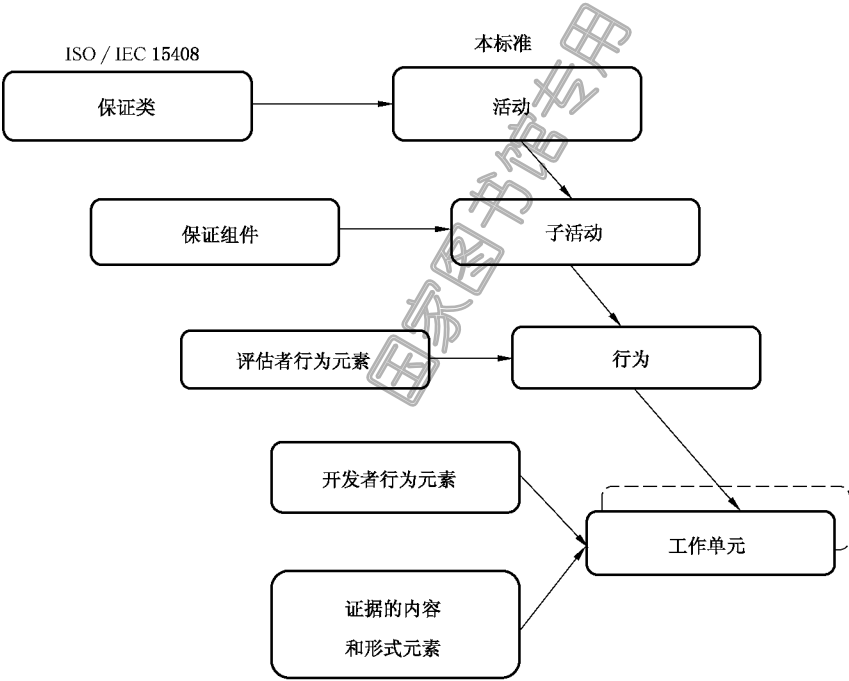 ISO/IEC 15408
本标准
保证类
活动
保证组件
子活动
评估者行为元素
行为
开发者行为元素
工作单元
证据的内容
和形式元素
国家图书馆专用